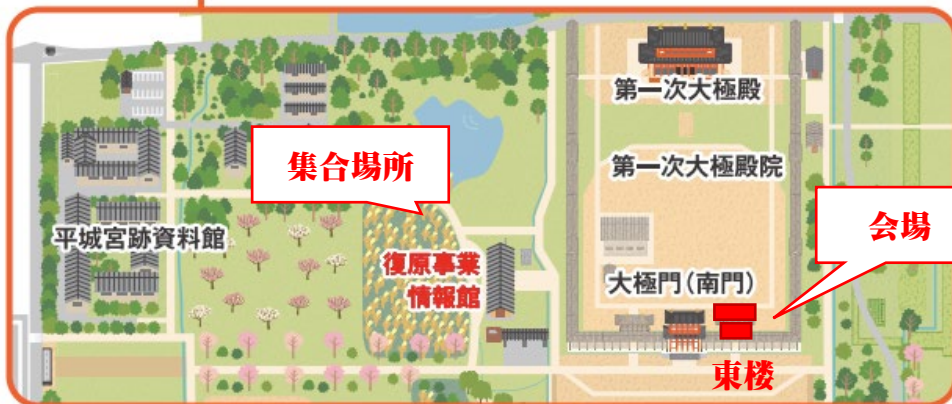 第一次大極殿
集合場所
第一次大極殿院
会場
平城宮跡資料館
復原事業
情報館
大極門(南門)
東楼